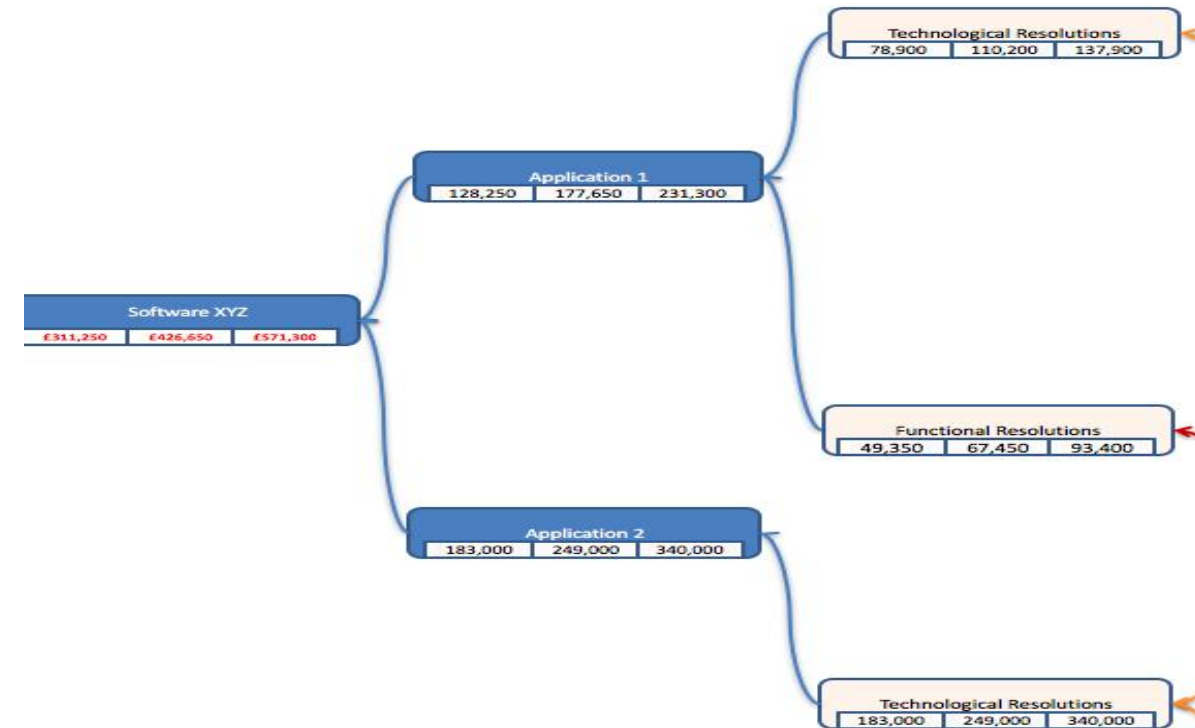 Technological Resolutions
78,900 110,200 137,900
Application 1
128,250 177,650 231,300
Software XYZ
£311,250 £426,650 £571,300
Functional Resolutions
49,350 67,450 93,400
Application 2
183,000 249,000 340,000
Technological Resolutions
183,000 249,000 340,000